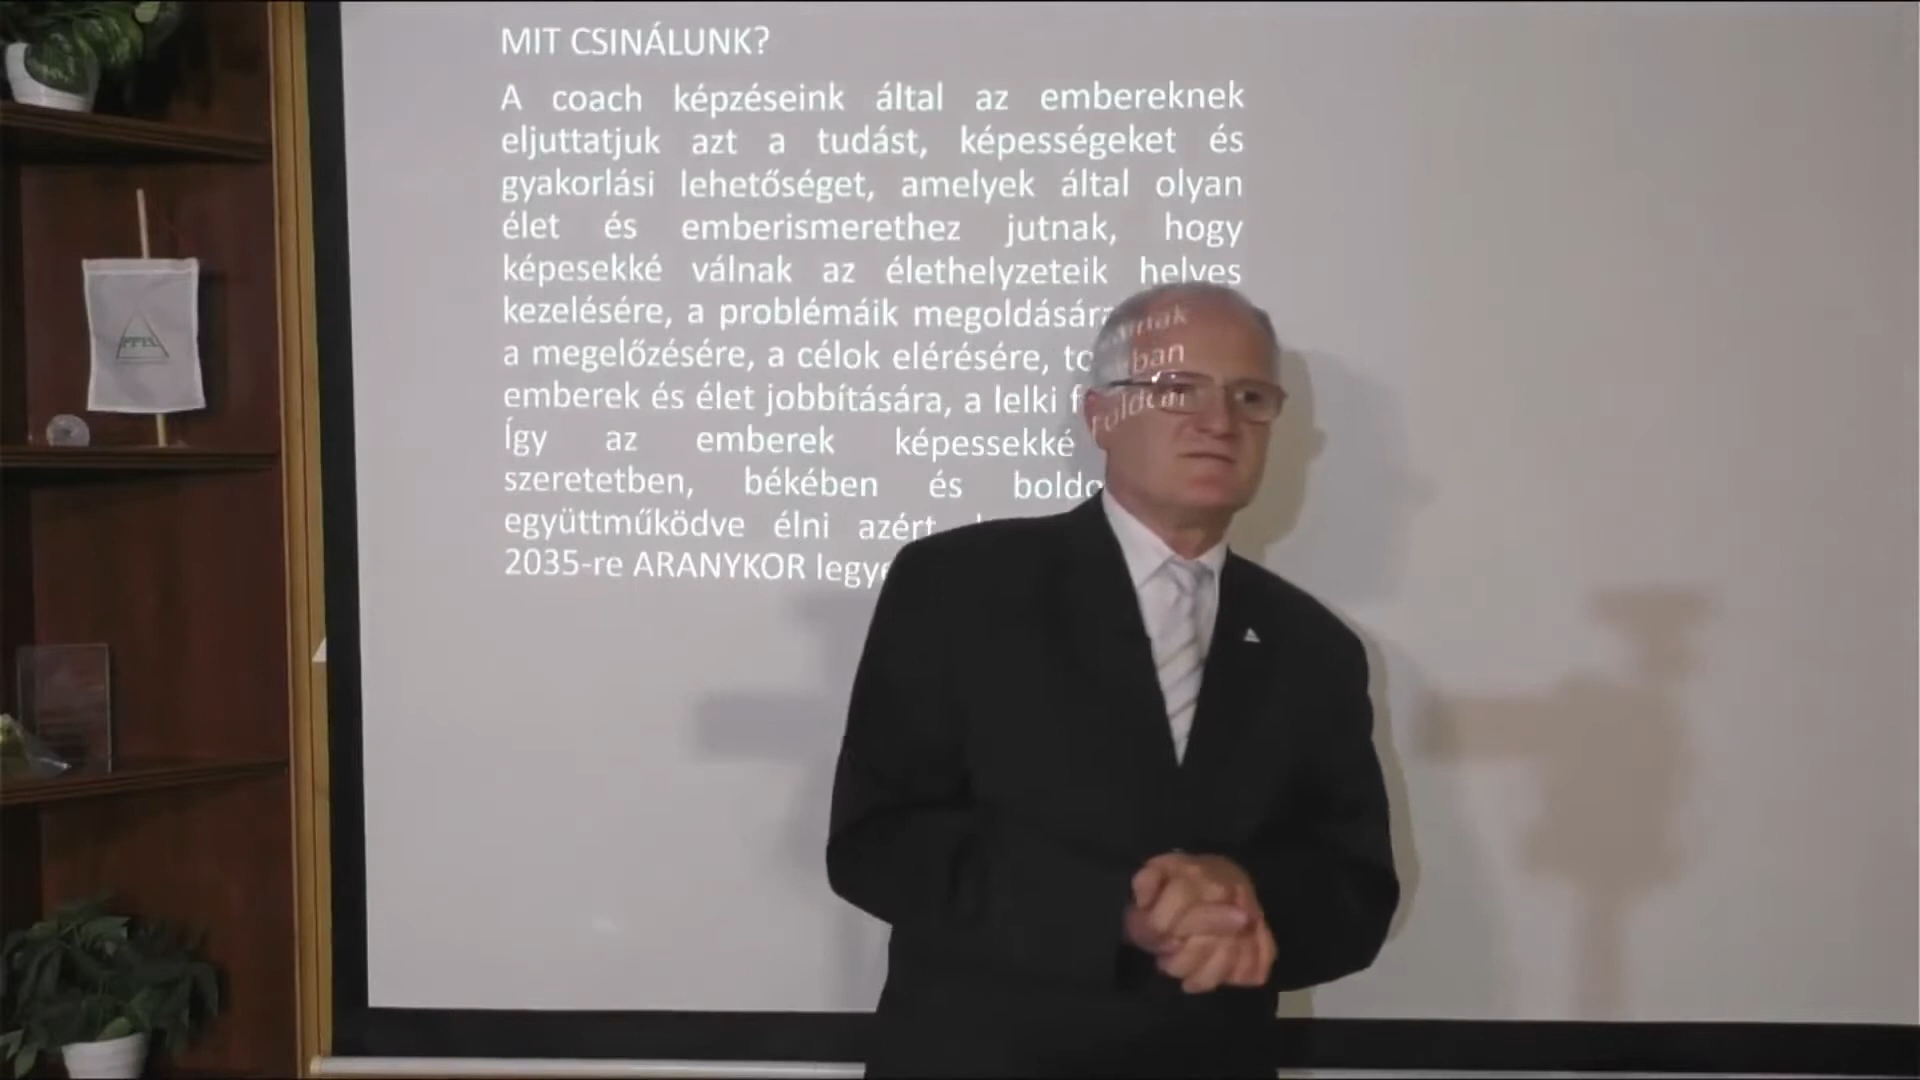 MIT CSINÁLUNK?
A coach képzéseink által az embereknek
eljuttatjuk azt a tudást, képességeket és
gyakorlási lehetőséget, amelyek által olyan
élet és emberismerethez jutnak, hogy
képesekké válnak az élethelyzeteik helyes
kezelésére, a problémáik megoldására
a megelőzésére, a célok elérésére,
emberek és élet jobbítására, a lelki
Így az emberek képessekké
szeretetben, békében és
együttműködve élni azért
2035-re ARANYKOR